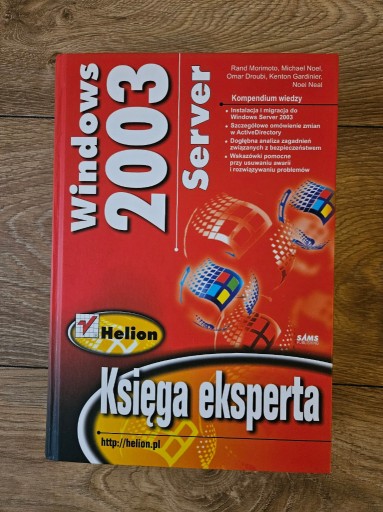 Windows
2003
Server
Rand Morimoto, Michael Noel,
Omar Droubi, Kenton Gardinier,
Noel Neal
Kompendium wiedzy
• Instalacja i migracja do
Windows Server 2003
• Szczegółowe omówienie zmian
w ActiveDirectory
• Dogłębna analiza zagadnień
związanych z bezpieczeństwem
• Wskazówki pomocne
przy usuwaniu awarii
i rozwiązywaniu problemów
Helion
SAMS
PUBLISHING
Księga eksperta
http://helion.pl